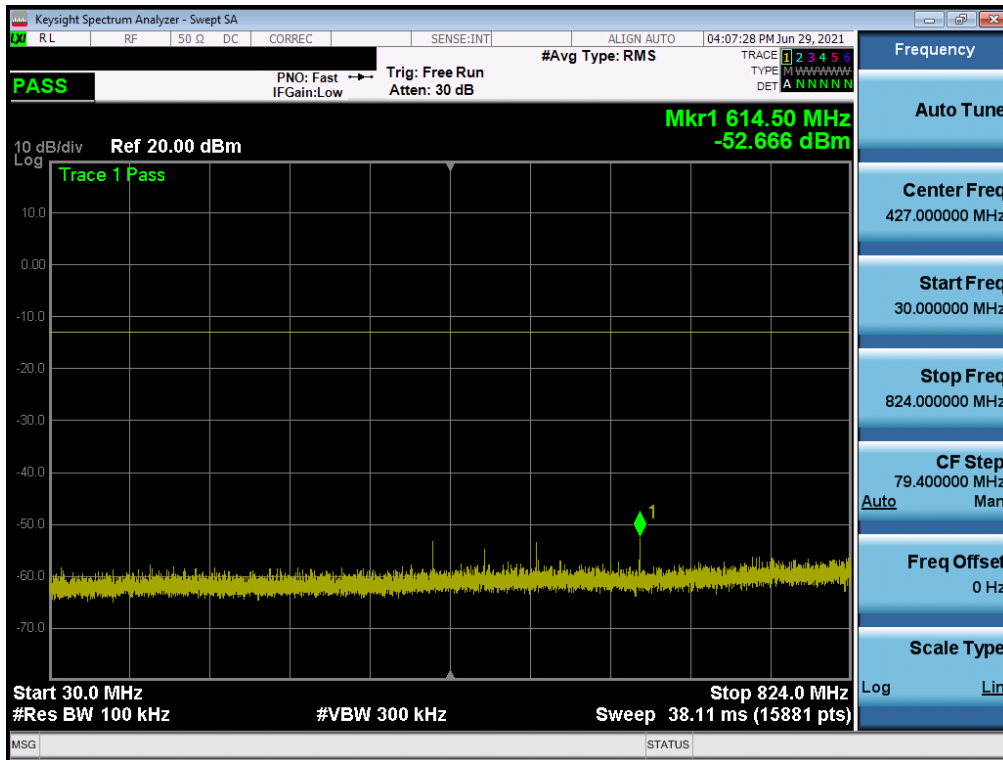 Keysight Spectrum Analyzer - Swept SA
LXI RL RF 50 Ω DC CORREC SENSE:INT ALIGN AUTO 04:07:28 PM Jun 29, 2021
#Avg Type: RMS TRACE 1 2 3 4 5 6
PNO: Fast Trig: Free Run TYPE M WWWWW
PASS IFGain:Low Atten: 30 dB DET A N N N N N
Mkr1 614.50 MHz
-52.666 dBm
10 dB/div Ref 20.00 dBm
Log
Trace 1 Pass
10.0
0.00
-10.0
-20.0
-30.0
-40.0
-50.0
1
-60.0
-70.0
Start 30.0 MHz Stop 824.0 MHz
#Res BW 100 kHz #VBW 300 kHz Sweep 38.11 ms (15881 pts)
MSG STATUS
Frequency
Auto Tune
Center Freq
427.000000 MHz
Start Freq
30.000000 MHz
Stop Freq
824.000000 MHz
CF Step
79.400000 MHz
Auto Man
Freq Offset
0 Hz
Scale Type
Log Lin